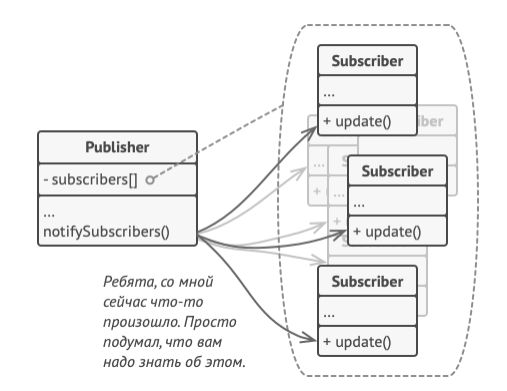 Subscriber
...
+ update()
Publisher
- subscribers[]
...
notifySubscribers()
Subscriber
...
+ update()
Subscriber
...
+ update()
Ребята, со мной
сейчас что-то
произошло. Просто
подумал, что вам
надо знать об этом.